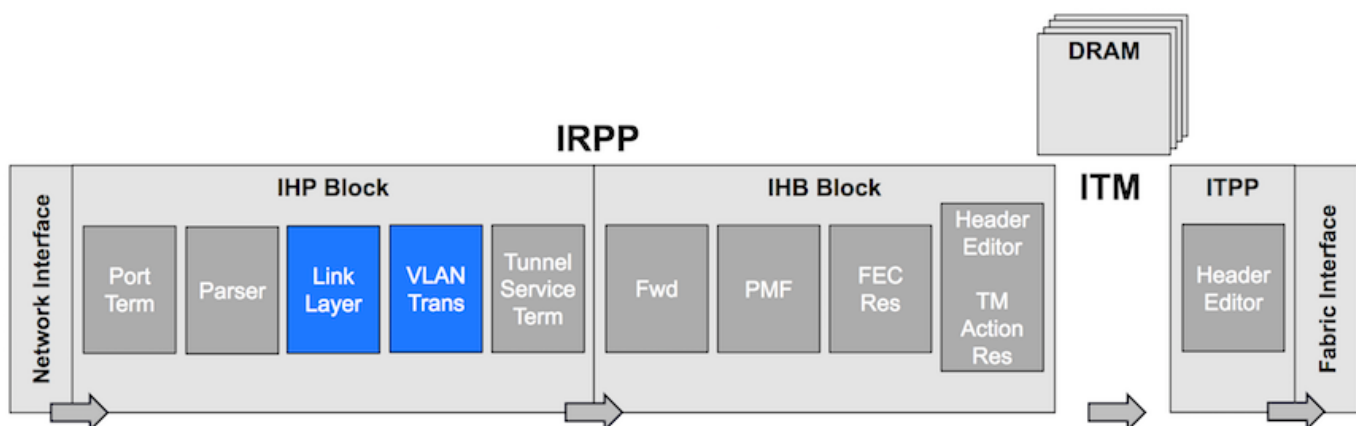 DRAM
IRPP
Network Interface
IHP Block
Port
Term
Parser
Link
Layer
VLAN
Trans
Tunnel
Service
Term
IHB Block
Fwd
PMF
FEC
Res
Header
Editor
TM
Action
Res
ITM
ITPP
Header
Editor
Fabric Interface